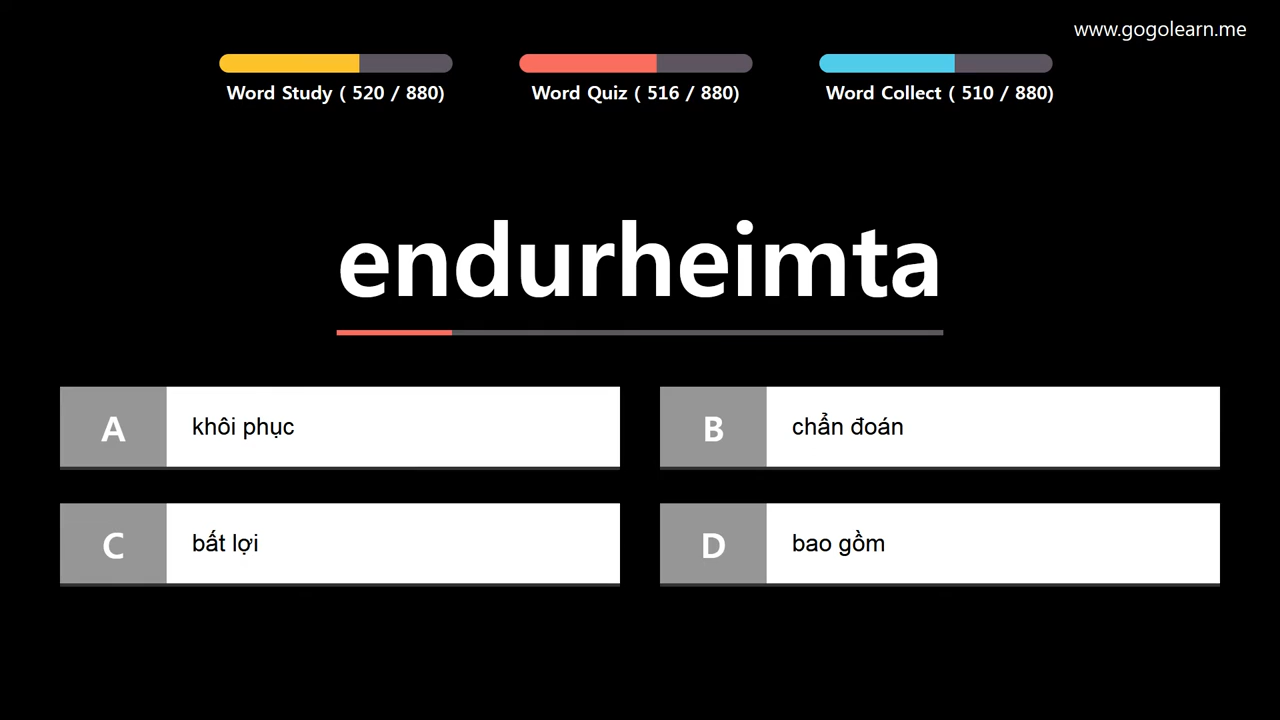 www.gogolearn.me
Word Study ( 520 / 880)
Word Quiz ( 516 / 880)
Word Collect ( 510 / 880)
endurheimta
A
khôi phục
B
chẩn đoán
C
bất lợi
D
bao gồm